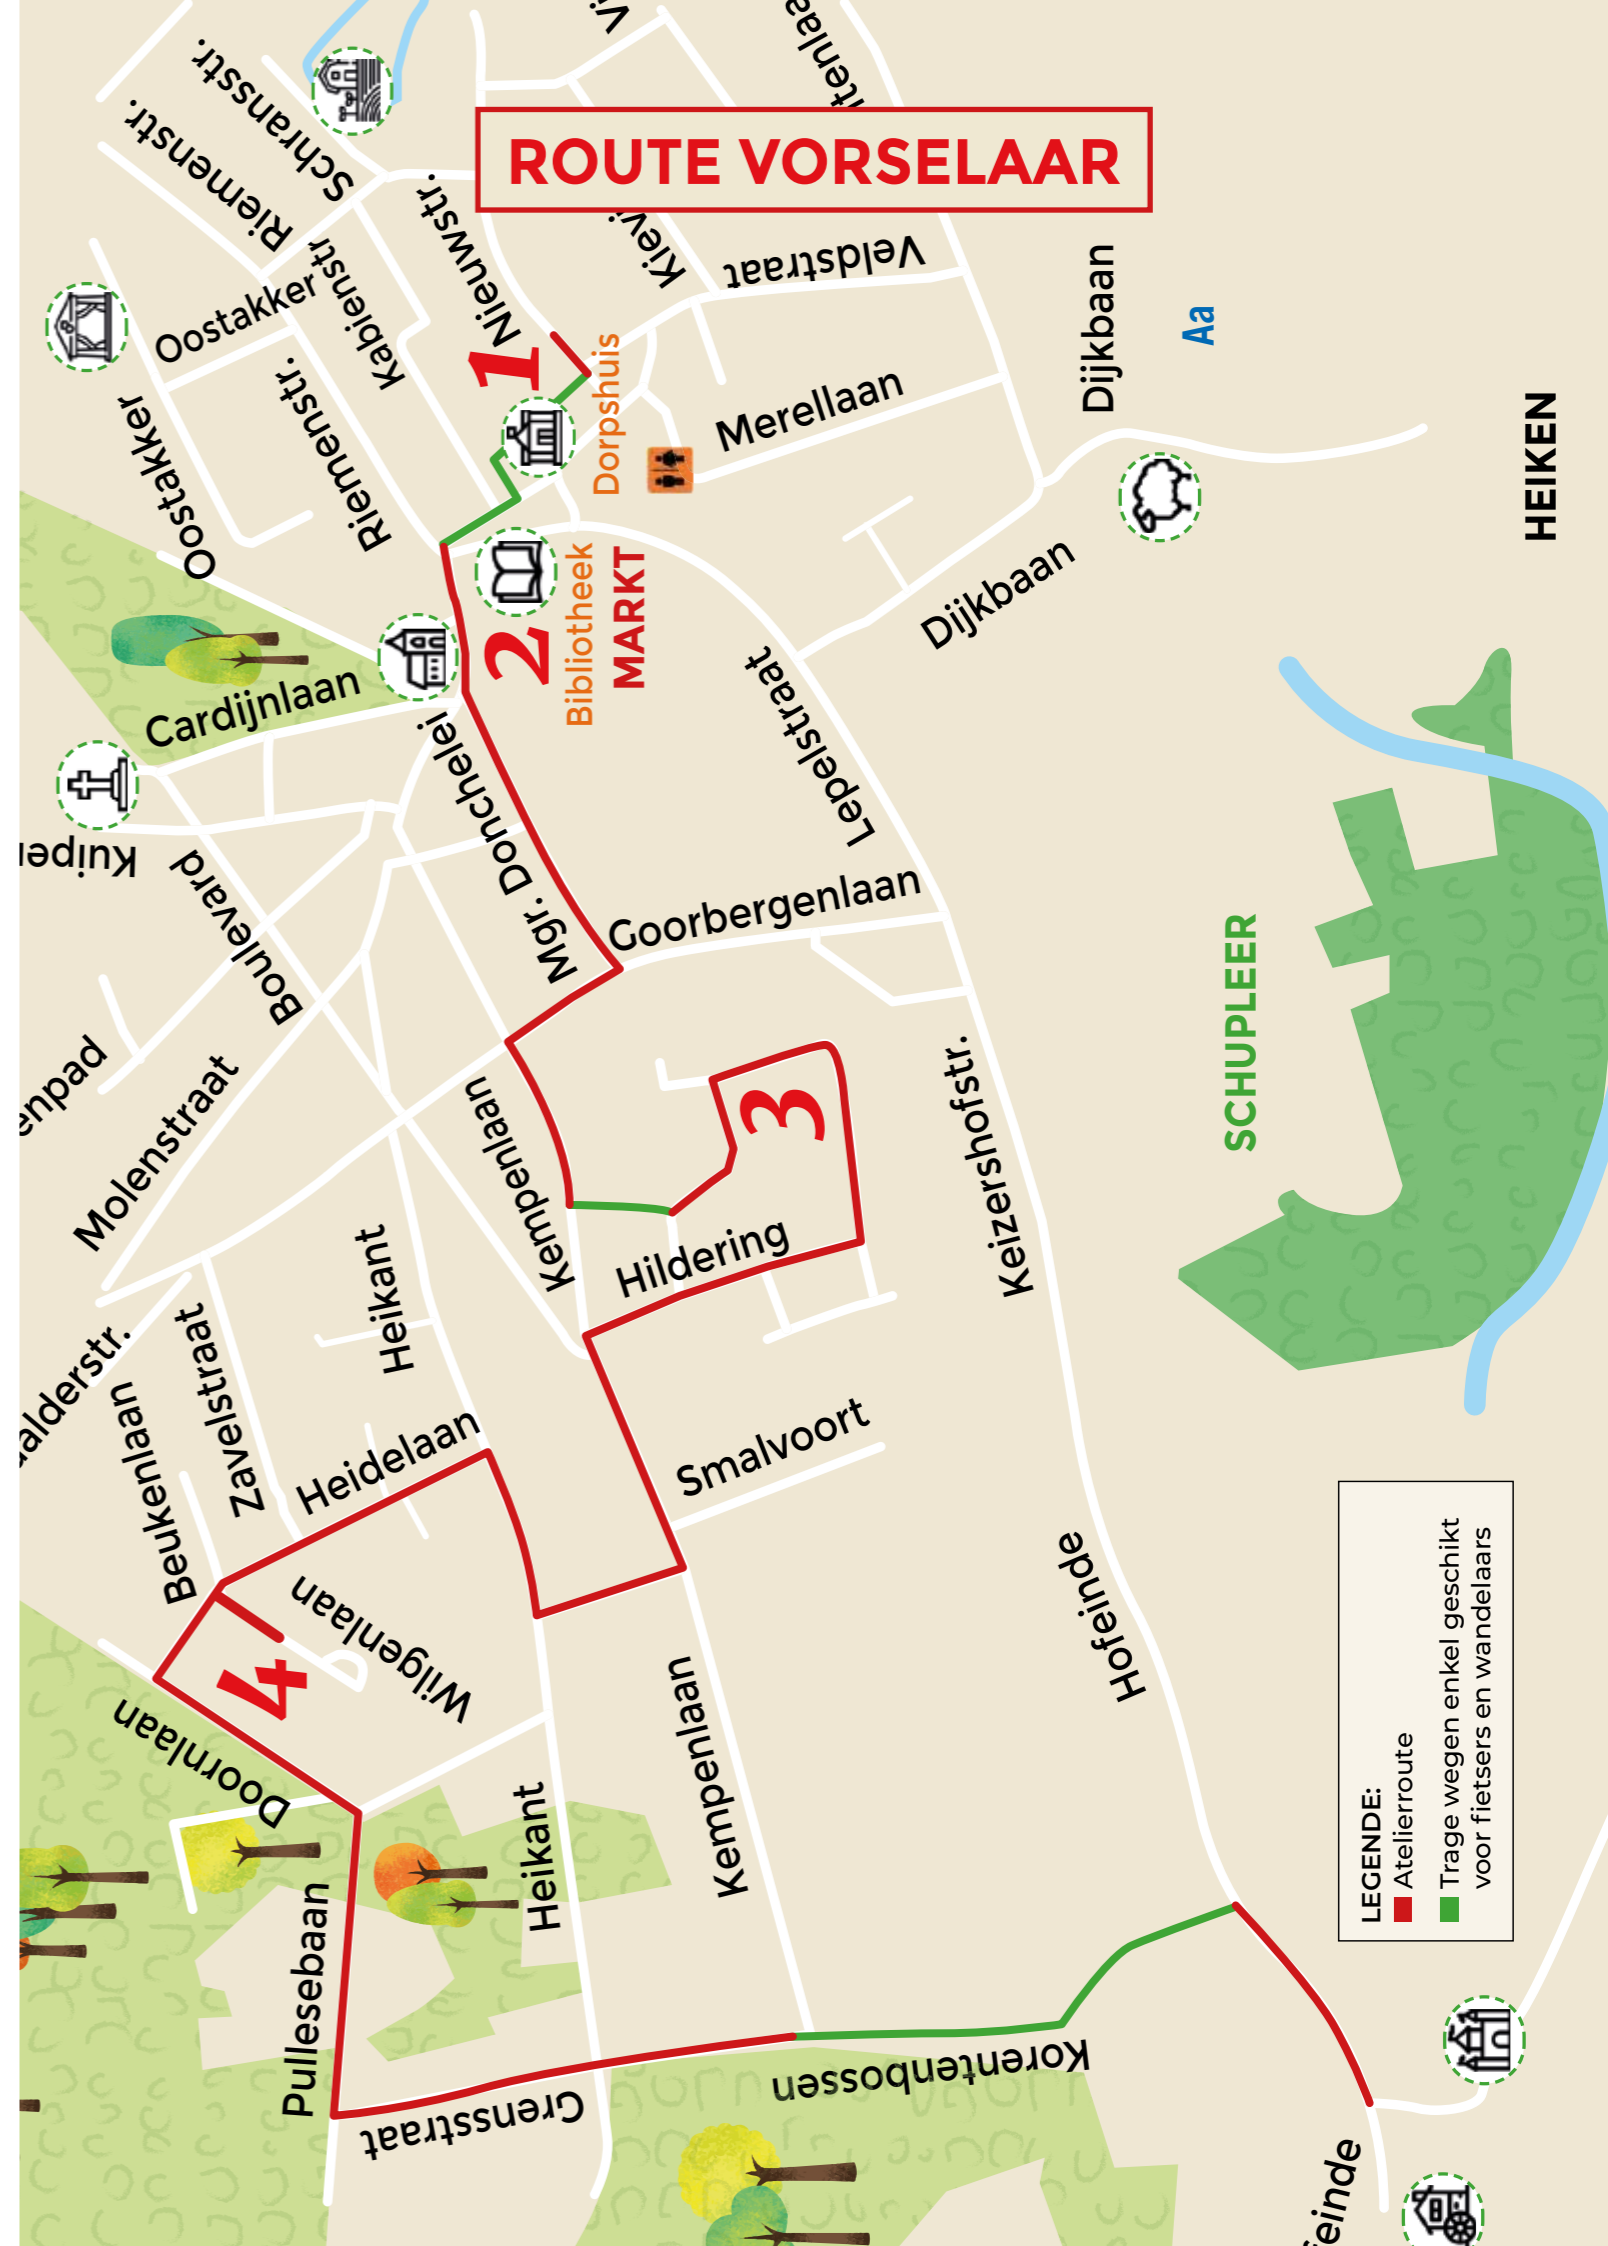 ROUTE VORSELAAR
Schransstr.
Riemenstr.
Kabienstr
Nieuwstr.
Kievi
Veldstraat
Dijkbaan
Aa
Oostakker
Oostakker
Riemenstr.
1
Dorpshuis
Merellaan
HEIKEN
Cardijnlaan
2
Bibliotheek
MARKT
Dijkbaan
Lepelstraat
Mgr. Donchelei
Boulevard
Goorbergenlaan
SCHUPLEER
enpad
Molenstraat
Kempenlaan
3
Hildering
Keizershofstr.
Heikant
Zavelstraat
Beukenlaan
alderstr.
Heidelaan
Smalvoort
Wilgenlaan
4
Doornlaan
Hofeinde
Kempenlaan
Heikant
Pullesebaan
Grensstraat
Korentenbossen
LEGENDE:
Atelierroute
Trage wegen enkel geschikt
voor fietsers en wandelaars